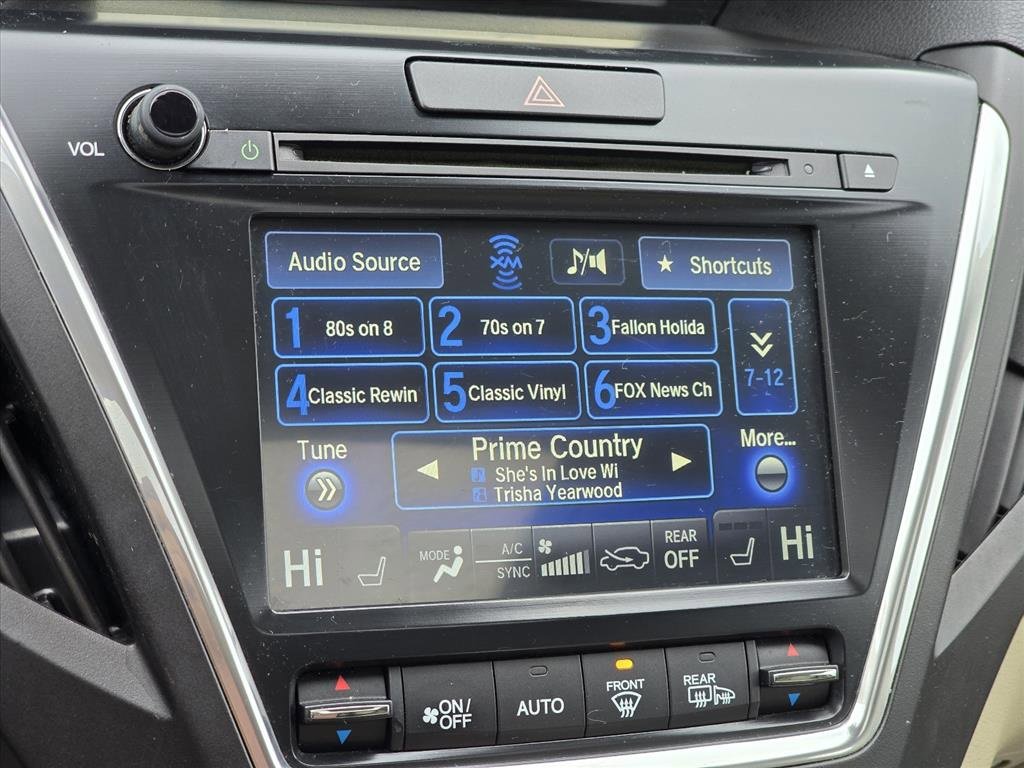 VOL
Audio Source
XM
Shortcuts
1 80s on 8
2 70s on 7
3 Fallon Holida
7-12
4 Classic Rewin
5 Classic Vinyl
6 FOX News Ch
Tune
Prime Country
More...
She's In Love Wi
Trisha Yearwood
Hi
MODE
A/C
SYNC
REAR
OFF
Hi
ON/
OFF
AUTO
FRONT
REAR